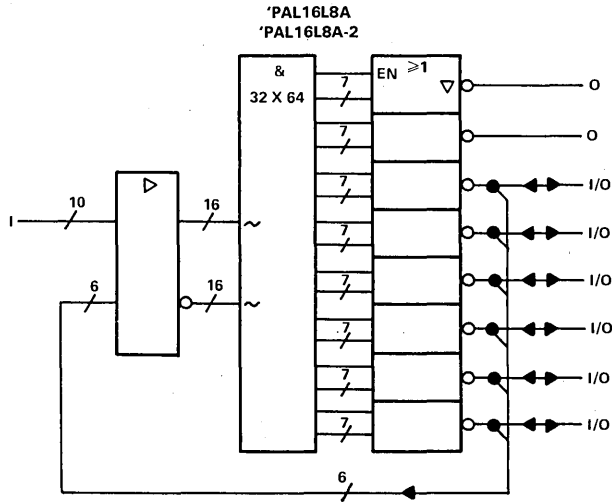 'PAL16L8A
'PAL16L8A-2
&
32 X 64
EN ≥1
▽
7
O
7
O
▷
7
I/O
I
10
16
~
7
I/O
7
I/O
6
16
~
7
I/O
7
I/O
7
I/O
6